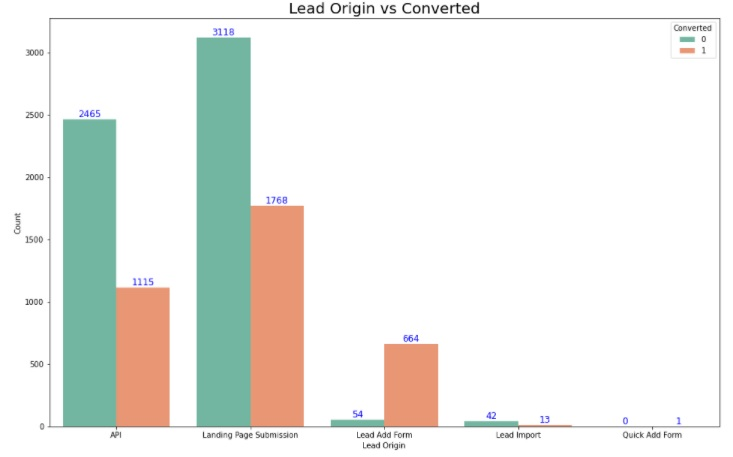 Lead Origin vs Converted
Converted
0
1
3118
3000
2465
2500
2000
1768
1500
1115
1000
664
500
54
42
13
0
1
0
Count
API
Landing Page Submission
Lead Add Form
Lead Import
Quick Add Form
Lead Origin